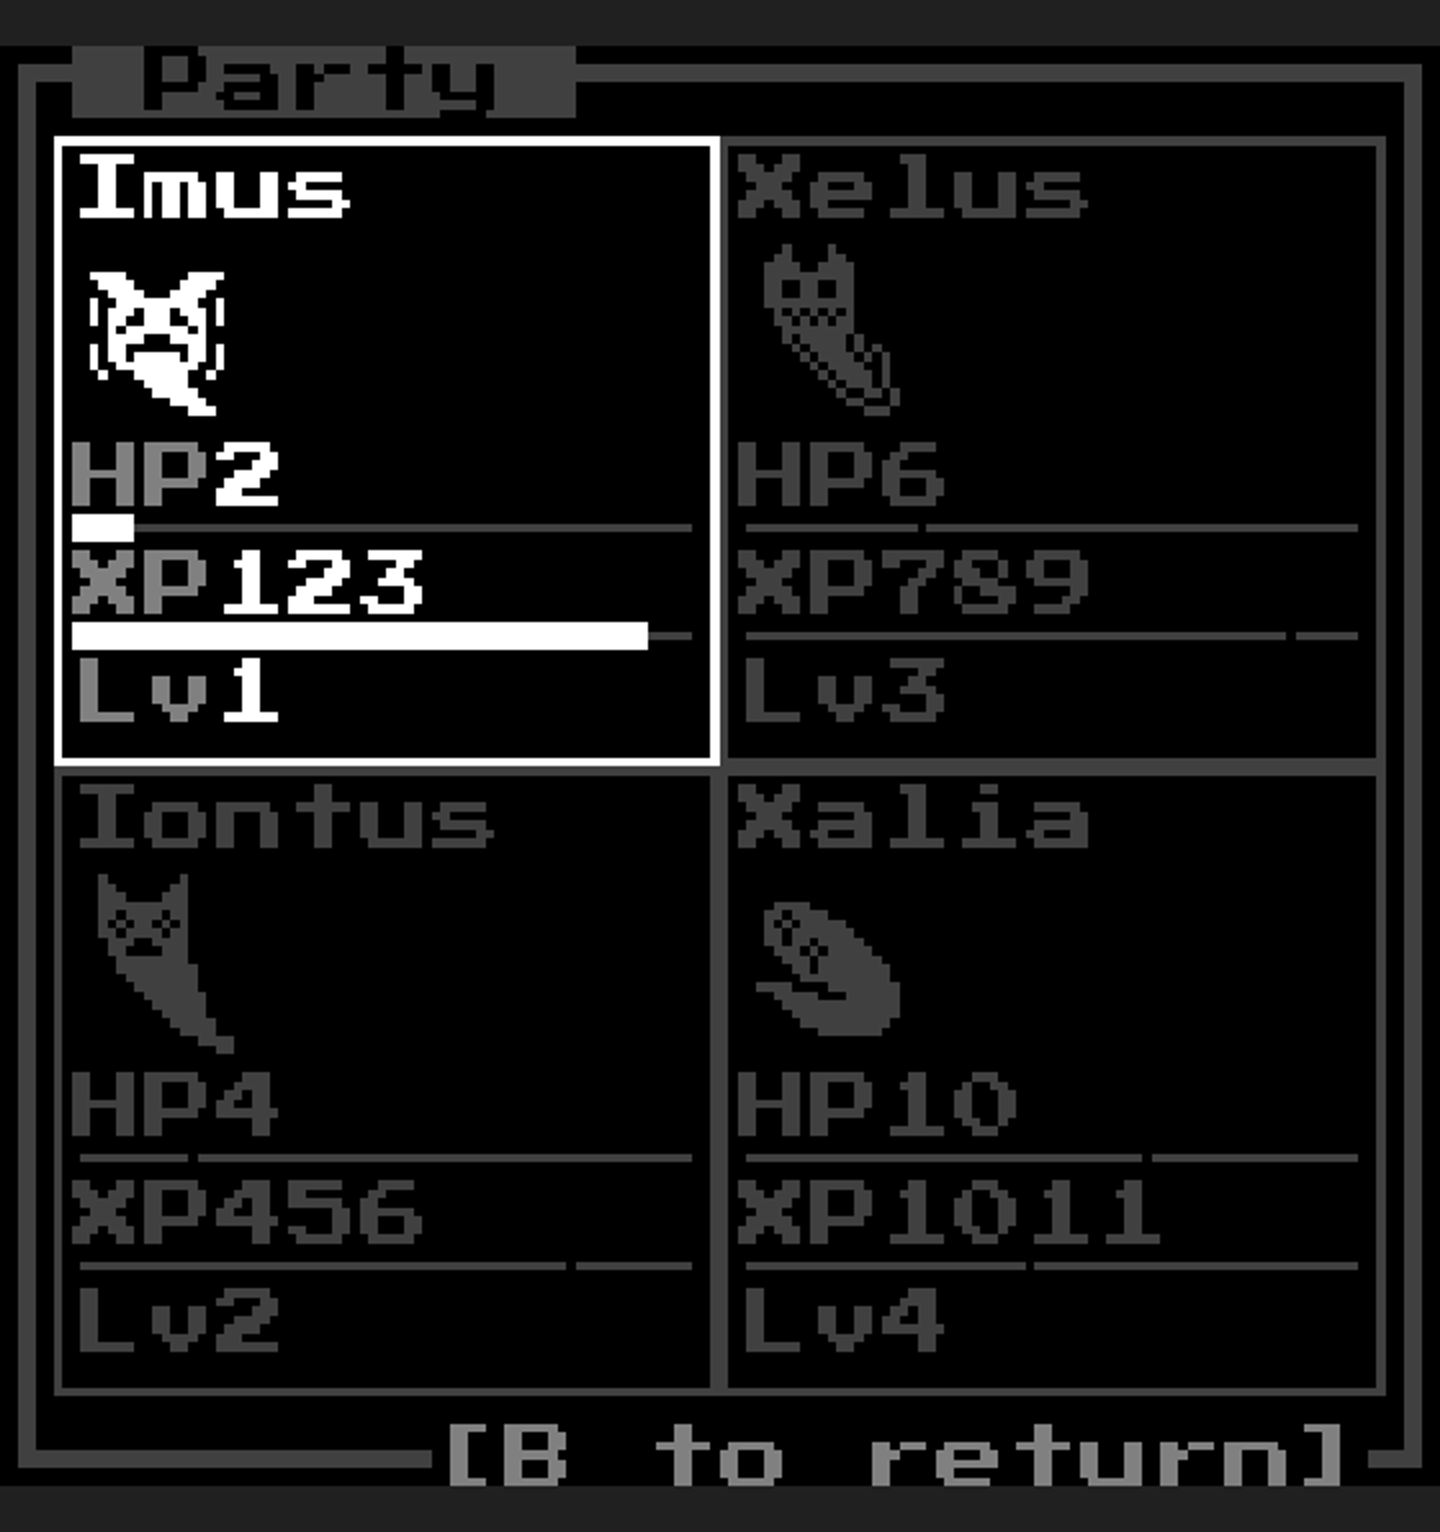 Party
Imus
HP2
XP123
Lv1
Xelus
HP6
XP789
Lv3
Iontus
HP4
XP456
Lv2
Xalia
HP10
XP1011
Lv4
[B to return]